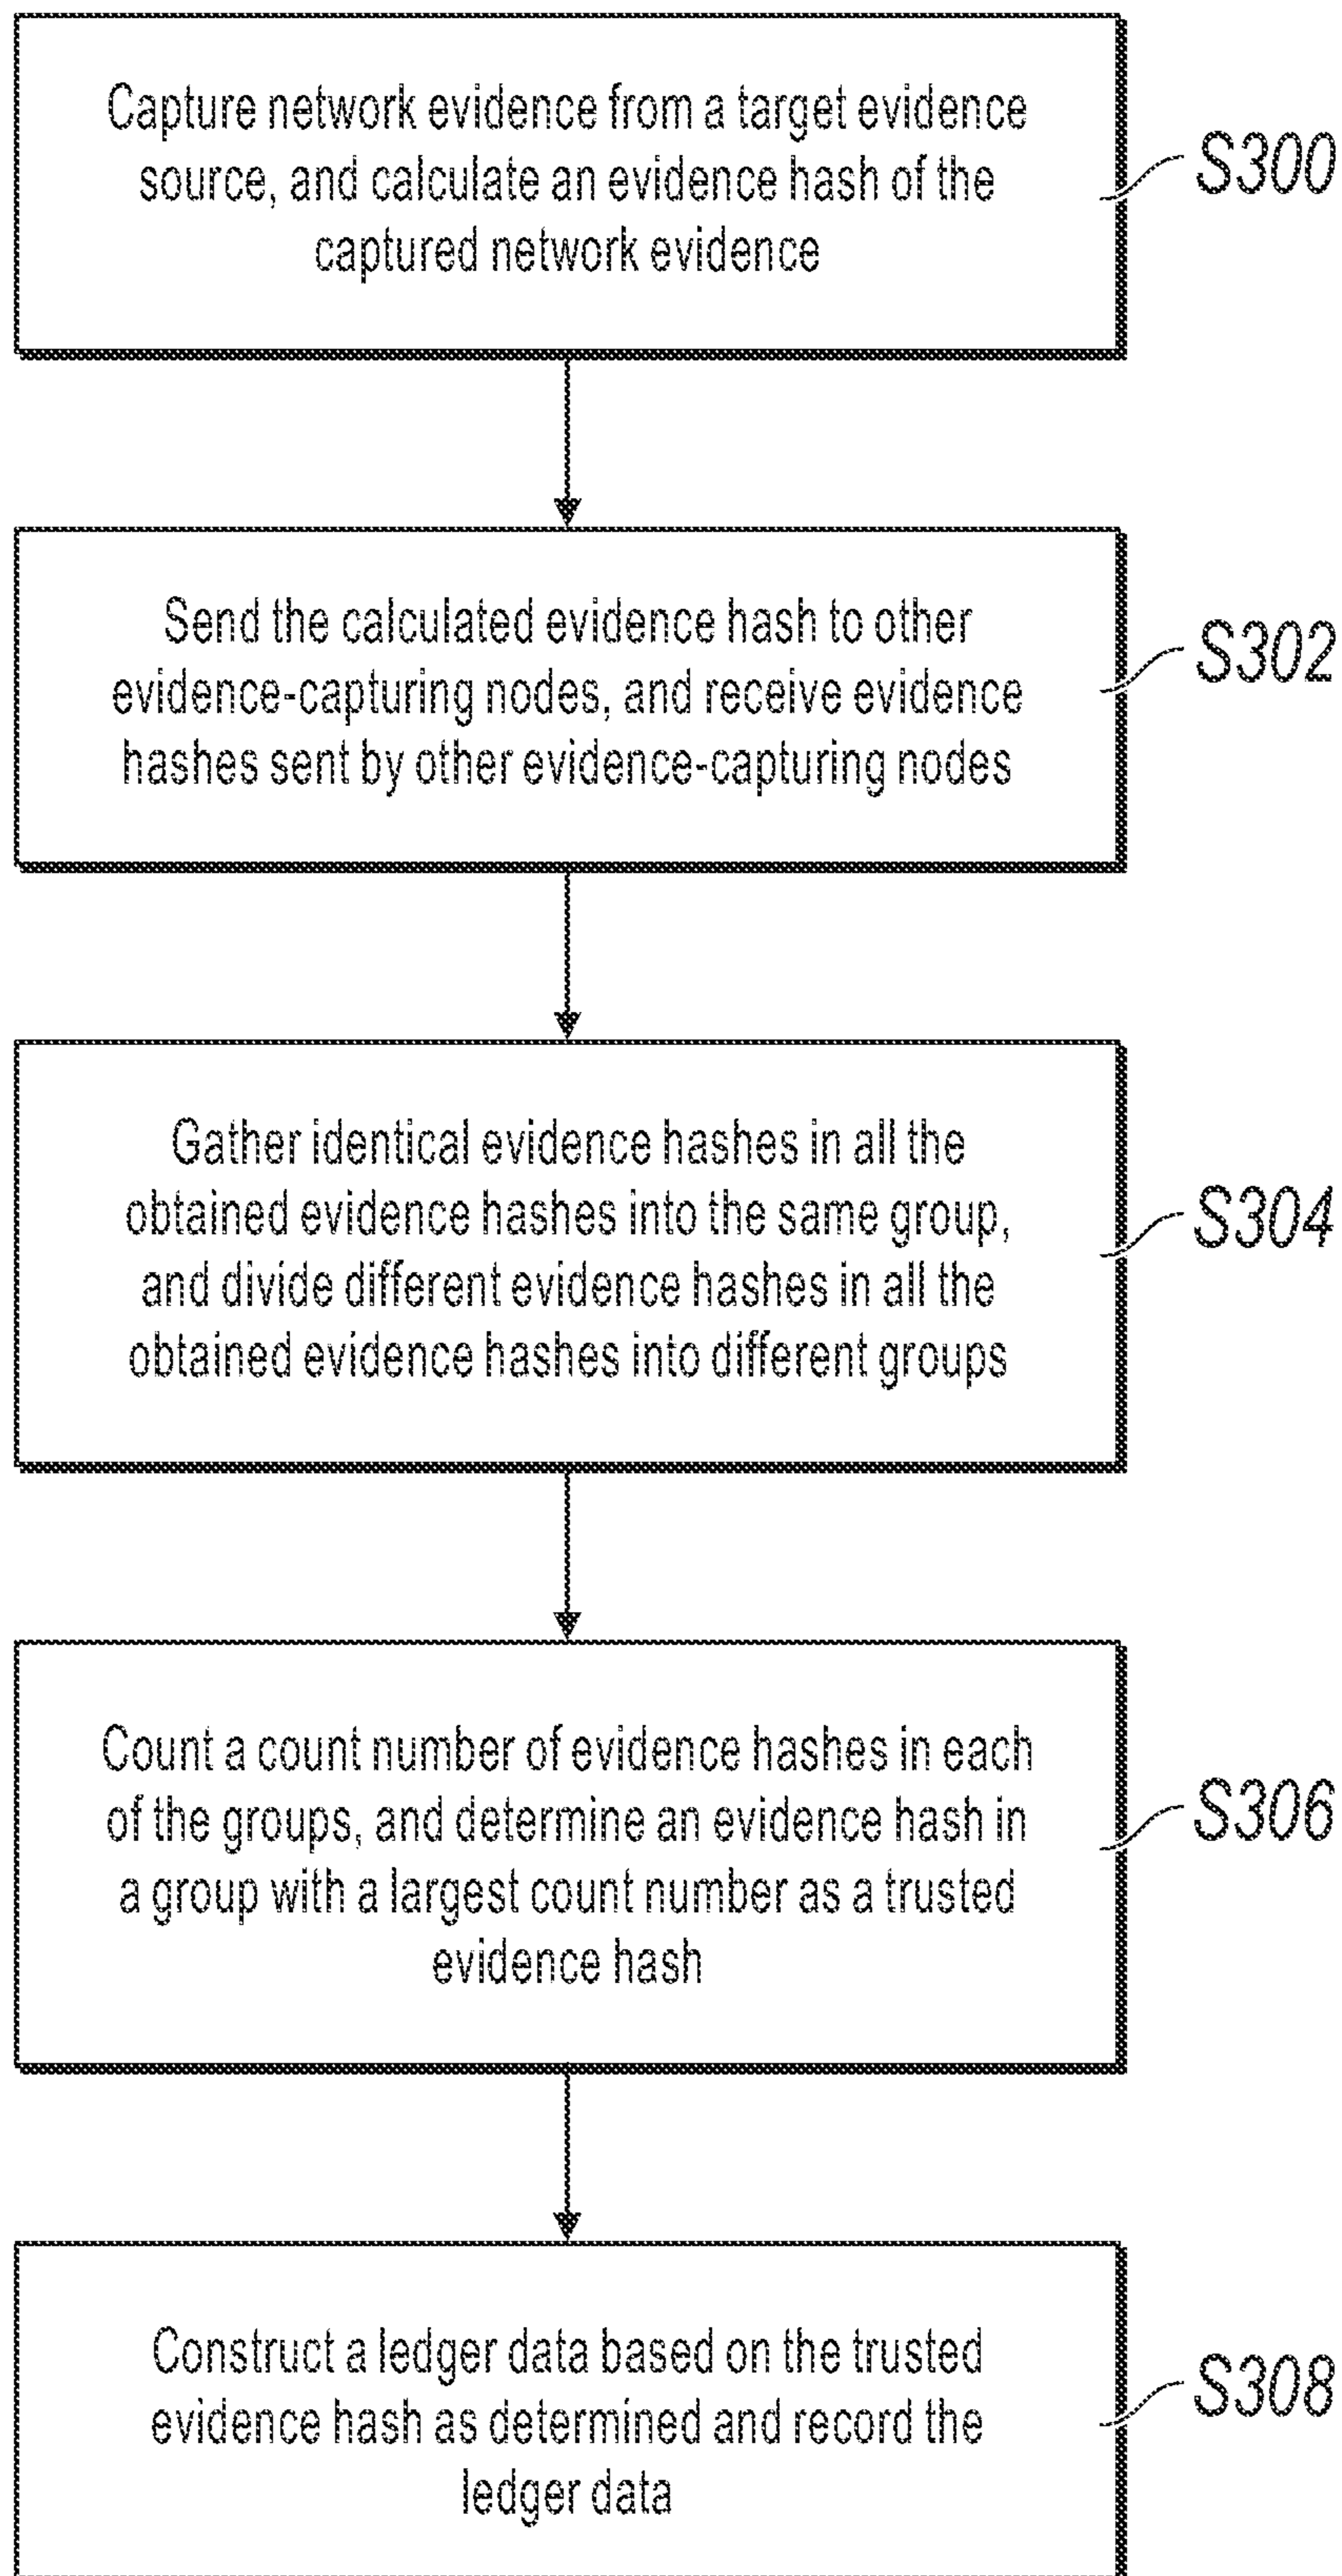 Capture network evidence from a target evidence
source, and calculate an evidence hash of the
captured network evidence
S300
Send the calculated evidence hash to other
evidence-capturing nodes, and receive evidence
hashes sent by other evidence-capturing nodes
S302
Gather identical evidence hashes in all the
obtained evidence hashes into the same group,
and divide different evidence hashes in all the
obtained evidence hashes into different groups
S304
Count a count number of evidence hashes in each
of the groups, and determine an evidence hash in
a group with a largest count number as a trusted
evidence hash
S306
Construct a ledger data based on the trusted
evidence hash as determined and record the
ledger data
S308